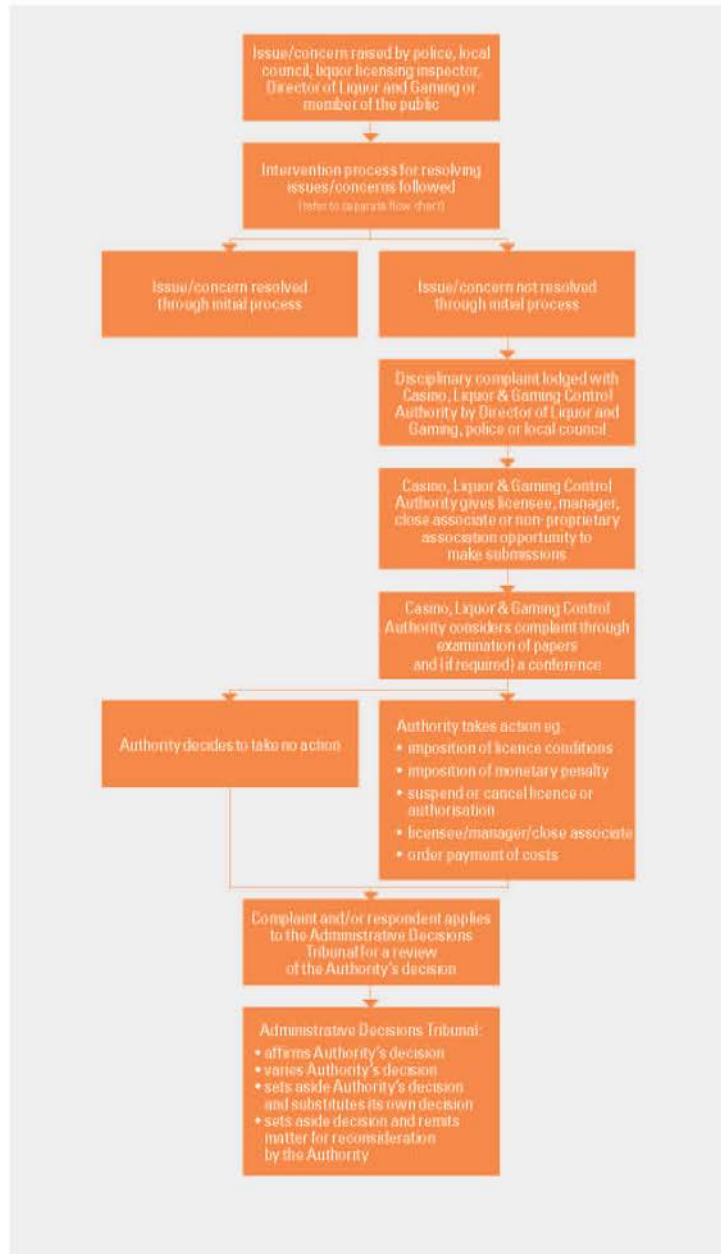 Issue/concern raised by police, local
council, liquor licensing inspector,
Director of Liquor and Gaming or
member of the public
Intervention process for resolving
issues/concerns followed
(refer to separate flow chart)
Issue/concern resolved
through initial process
Issue/concern not resolved
through initial process
Disciplinary complaint lodged with
Casino, Liquor & Gaming Control
Authority by Director of Liquor and
Gaming, police or local council
Casino, Liquor & Gaming Control
Authority gives licensee, manager,
close associate or non-proprietary
association opportunity to
make submissions
Casino, Liquor & Gaming Control
Authority considers complaint through
examination of papers
and (if required) a conference
Authority decides to take no action
Authority takes action eg.
• imposition of licence conditions
• imposition of monetary penalty
• suspend or cancel licence or
authorisation
• licensee/manager/close associate
• order payment of costs
Complaint and/or respondent applies
to the Administrative Decisions
Tribunal for a review
of the Authority's decision
Administrative Decisions Tribunal:
• affirms Authority's decision
• varies Authority's decision
• sets aside Authority's decision
and substitutes its own decision
• sets aside decision and remits
matter for reconsideration
by the Authority